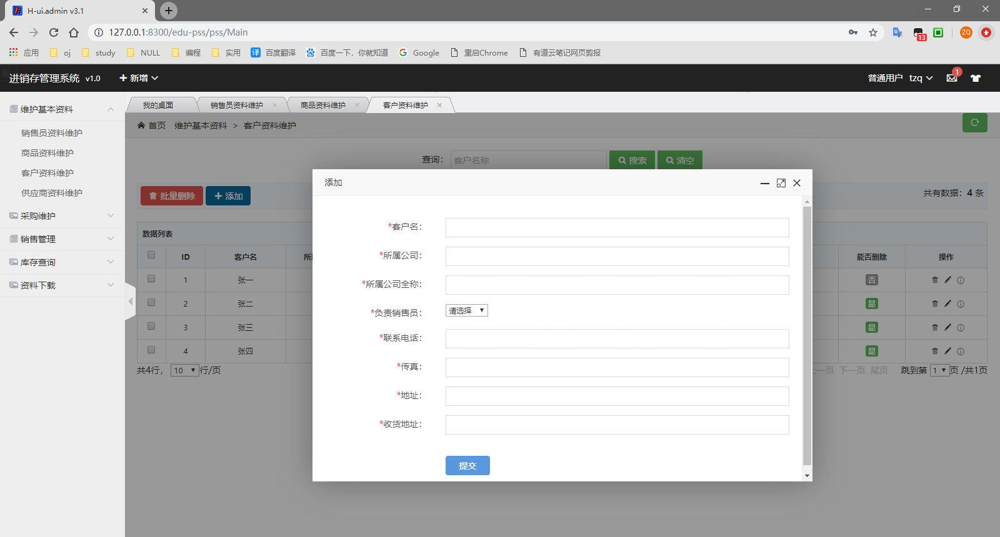 H-ui.admin v3.1
127.0.0.1:8300/edu-pss/pss/Main
ZQ
13
应用 oj study NULL 编程 实用 译 百度翻译 百度一下，你就知道 Google 重启Chrome 有道云笔记网页剪报
进销存管理系统 v1.0 新增 普通用户 tzq 1
我的桌面 销售员资料维护 商品资料维护 客户资料维护
首页 维护基本资料 > 客户资料维护
维护基本资料
销售员资料维护
商品资料维护
客户资料维护
供应商资料维护
采购维护
销售管理
库存查询
资料下载
查询： 客户名称 搜索 清空
批量删除 添加 共有数据：4 条
数据列表
ID 客户名 能否删除 操作
1 张一 否
2 张二 是
3 张三 是
4 张四 是
共4行， 10 行/页 一页 下一页 尾页 跳到第 1 页 /共1页
添加
*客户名：
*所属公司：
*所属公司全称：
*负责销售员： 请选择
*联系电话：
*传真：
*地址：
*收货地址：
提交